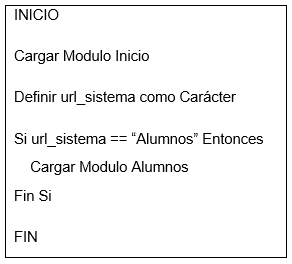 INICIO
Cargar Modulo Inicio
Definir url_sistema como Carácter
Si url_sistema == “Alumnos” Entonces
Cargar Modulo Alumnos
Fin Si
FIN